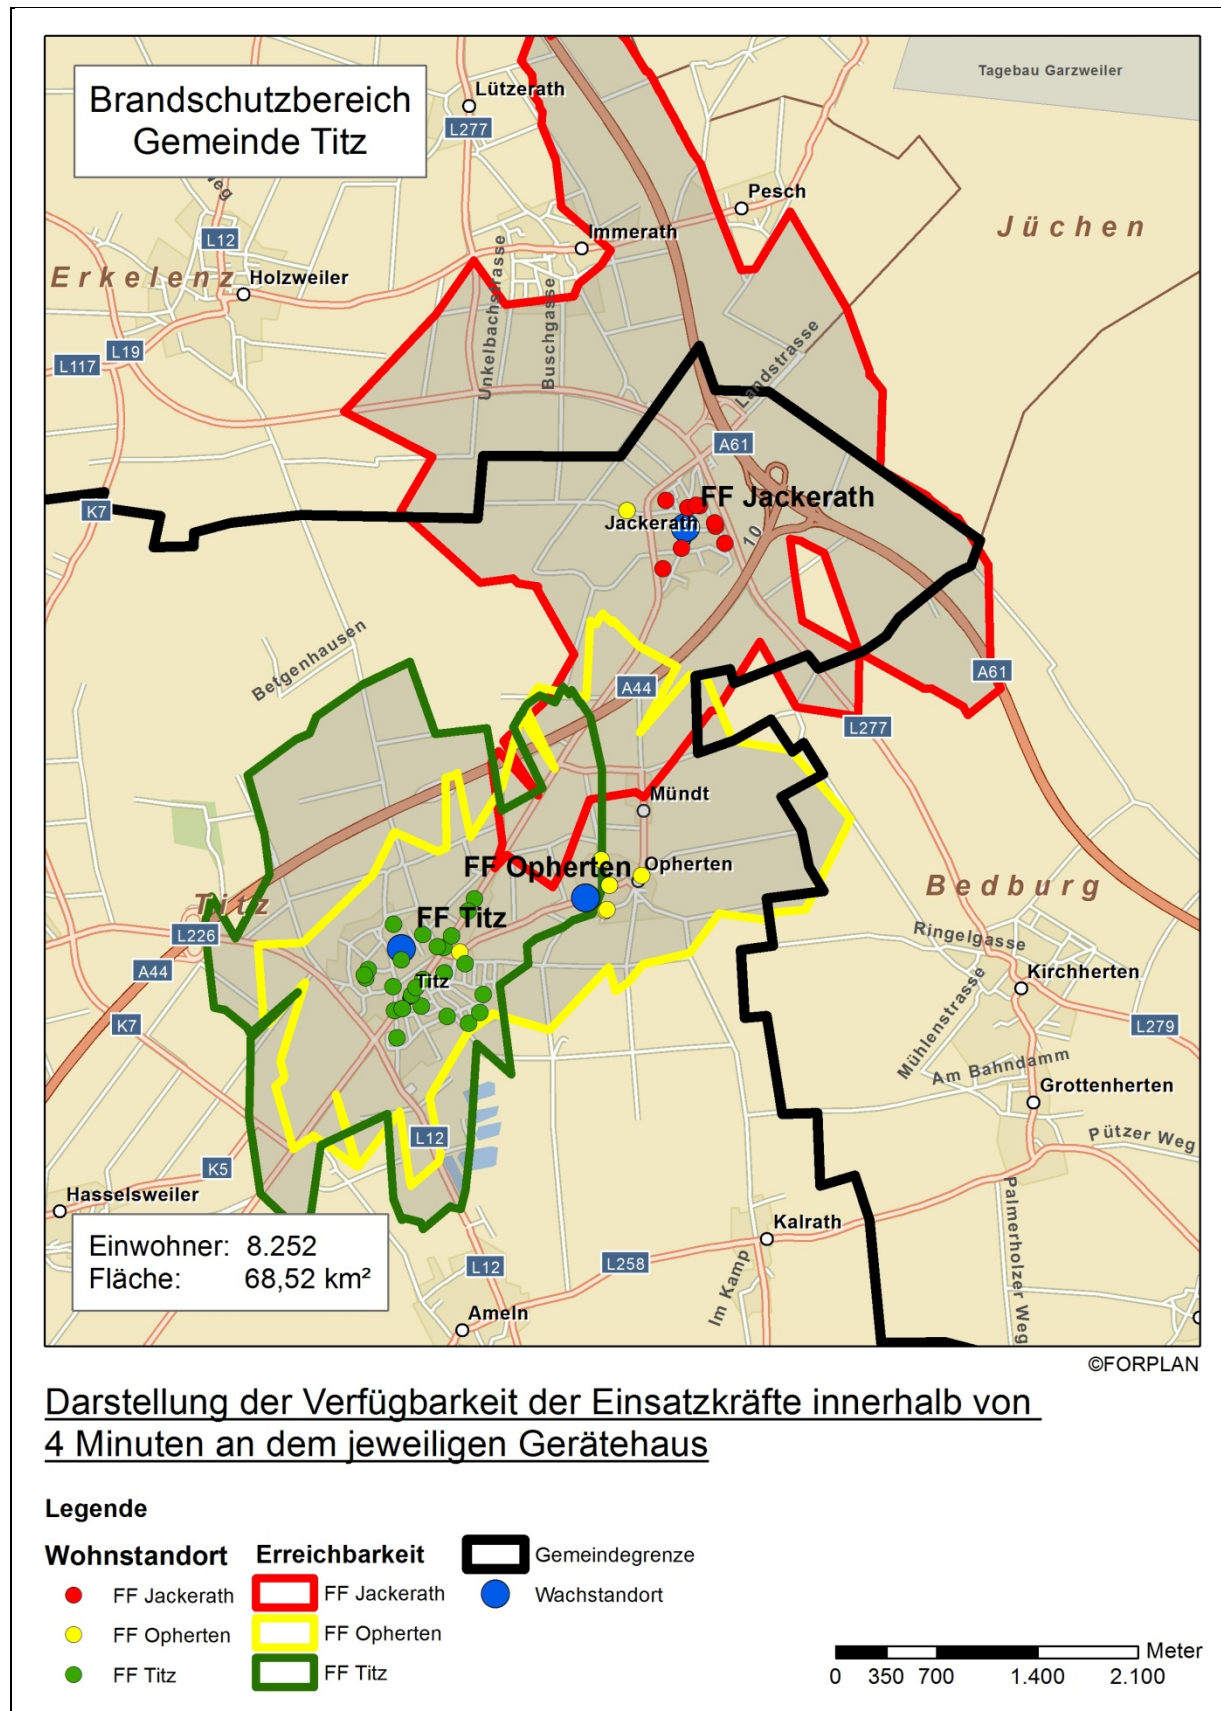 Brandschutzbereich
Gemeinde Titz
Tagebau Garzweiler
Lützerath
L277
Pesch
Jüchen
L12
Immerath
Erkelenz
Holzweiler
Unkelbachstrasse
Buschgasse
L19
L117
Landstrasse
A61
K7
FF Jackerath
Jackerath
10
Betgenhausen
A44
A61
L277
Mündt
FF Opherten
Opherten
Bedburg
Titz
FF Titz
L226
Ringelgasse
A44
Titz
Kirchherten
Mühlenstrasse
K7
L279
Am Bahndamm
Grottenherten
L12
Pützer Weg
K5
Hasselsweiler
Palmerholzer Weg
Kalrath
Einwohner: 8.252
Fläche: 68,52 km²
L12
L258
Im Kamp
Ameln
©FORPLAN
Darstellung der Verfügbarkeit der Einsatzkräfte innerhalb von
4 Minuten an dem jeweiligen Gerätehaus
Legende
Wohnstandort
FF Jackerath
FF Opherten
FF Titz
Erreichbarkeit
FF Jackerath
FF Opherten
FF Titz
Gemeindegrenze
Wachstandort
Meter
0 350 700 1.400 2.100